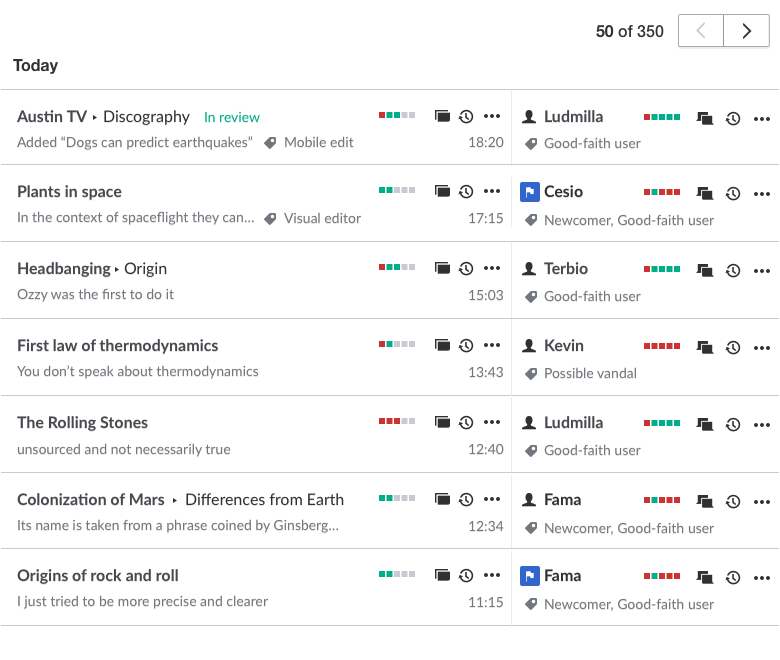 50 of 350
Today
Austin TV ‣ Discography In review
Ludmilla
Added “Dogs can predict earthquakes” Mobile edit 18:20
Good-faith user
Plants in space
Cesio
In the context of spaceflight they can... Visual editor 17:15
Newcomer, Good-faith user
Headbanging ‣ Origin
Terbio
Ozzy was the first to do it 15:03
Good-faith user
First law of thermodynamics
Kevin
You don’t speak about thermodynamics 13:43
Possible vandal
The Rolling Stones
Ludmilla
unsourced and not necessarily true 12:40
Good-faith user
Colonization of Mars ‣ Differences from Earth
Fama
Its name is taken from a phrase coined by Ginsberg... 12:34
Newcomer, Good-faith user
Origins of rock and roll
Fama
I just tried to be more precise and clearer 11:15
Newcomer, Good-faith user